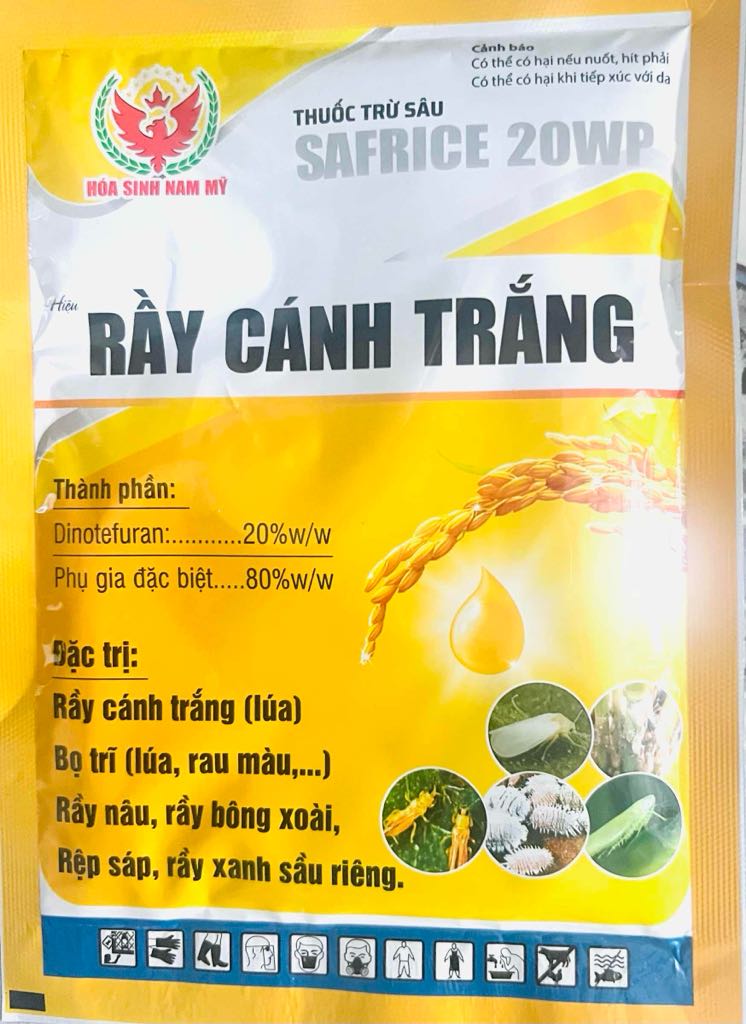 Cảnh báo
Có thể có hại nếu nuốt, hít phải
Có thể có hại khi tiếp xúc với da
THUỐC TRỪ SÂU
SAFRICE 20WP
HÓA SINH NAM MỸ
Hiệu
RẦY CÁNH TRẮNG
Thành phần:
Dinotefuran:............20%w/w
Phụ gia đặc biệt.....80%w/w
Đặc trị:
Rầy cánh trắng (lúa)
Bọ trĩ (lúa, rau màu,...)
Rầy nâu, rầy bông xoài,
Rệp sáp, rầy xanh sầu riêng.